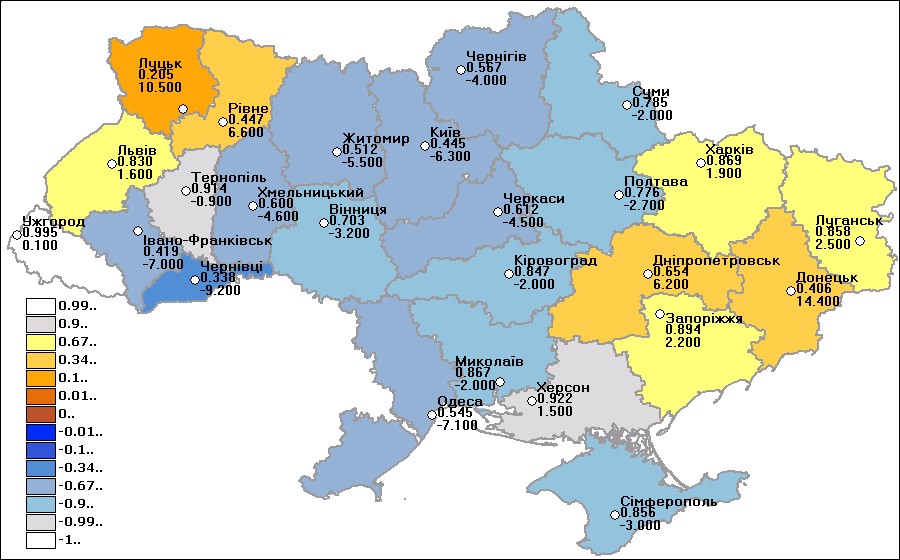 Чернігів
0.567
-4.000
Луцьк
0.205
10.500
Суми
0.785
-2.000
Рівне
0.447
6.600
Житомир
0.512
-5.500
Київ
0.445
-6.300
Львів
0.830
1.600
Харків
0.869
1.900
Тернопіль
0.914
-0.900
Хмельницький
0.600
-4.600
Полтава
0.776
-2.700
Черкаси
0.612
-4.500
Вінниця
0.703
-3.200
Ужгород
0.995
0.100
Луганськ
0.858
2.500
Івано-Франківськ
0.419
-7.000
Чернівці
0.338
-9.200
Кіровоград
0.847
-2.000
Дніпропетровськ
0.654
6.200
Донецьк
0.406
14.400
Запоріжжя
0.894
2.200
Миколаїв
0.867
-2.000
Херсон
0.922
1.500
Одеса
0.545
-7.100
Сімферополь
0.856
-3.000
0.99..
0.9..
0.67..
0.34..
0.1..
0.01..
0..
-0.01..
-0.1..
-0.34..
-0.67..
-0.9..
-0.99..
-1..